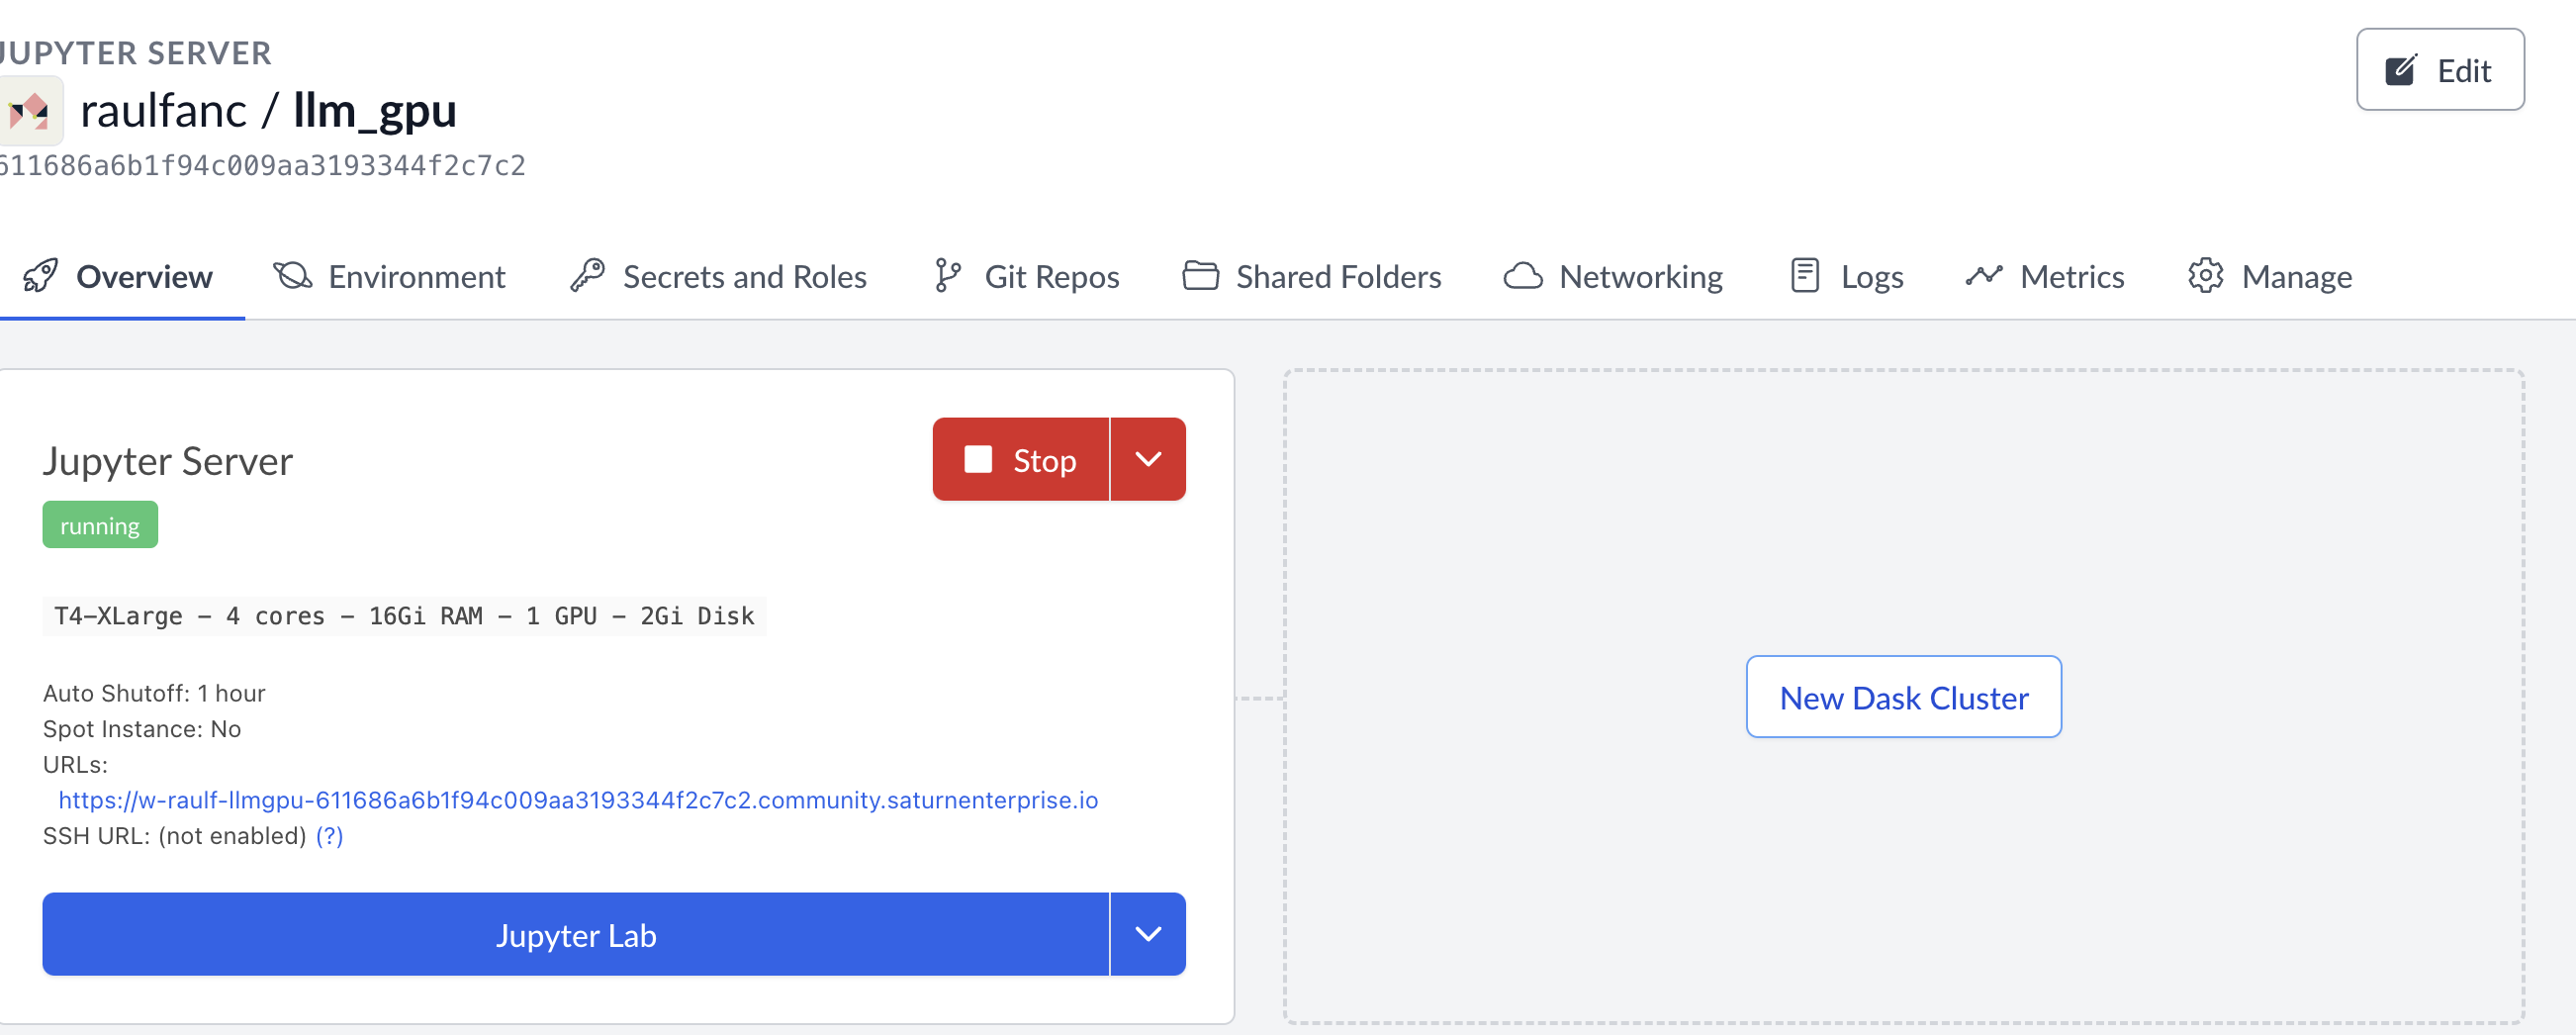 JUPYTER SERVER
Edit
raulfanc / llm_gpu
611686a6b1f94c009aa3193344f2c7c2
Overview Environment Secrets and Roles Git Repos Shared Folders Networking Logs Metrics Manage
Jupyter Server
Stop
running
T4-XLarge - 4 cores - 16Gi RAM - 1 GPU - 2Gi Disk
Auto Shutoff: 1 hour
Spot Instance: No
URLs:
https://w-raulf-llmgpu-611686a6b1f94c009aa3193344f2c7c2.community.saturnenterprise.io
SSH URL: (not enabled) (?)
Jupyter Lab
New Dask Cluster